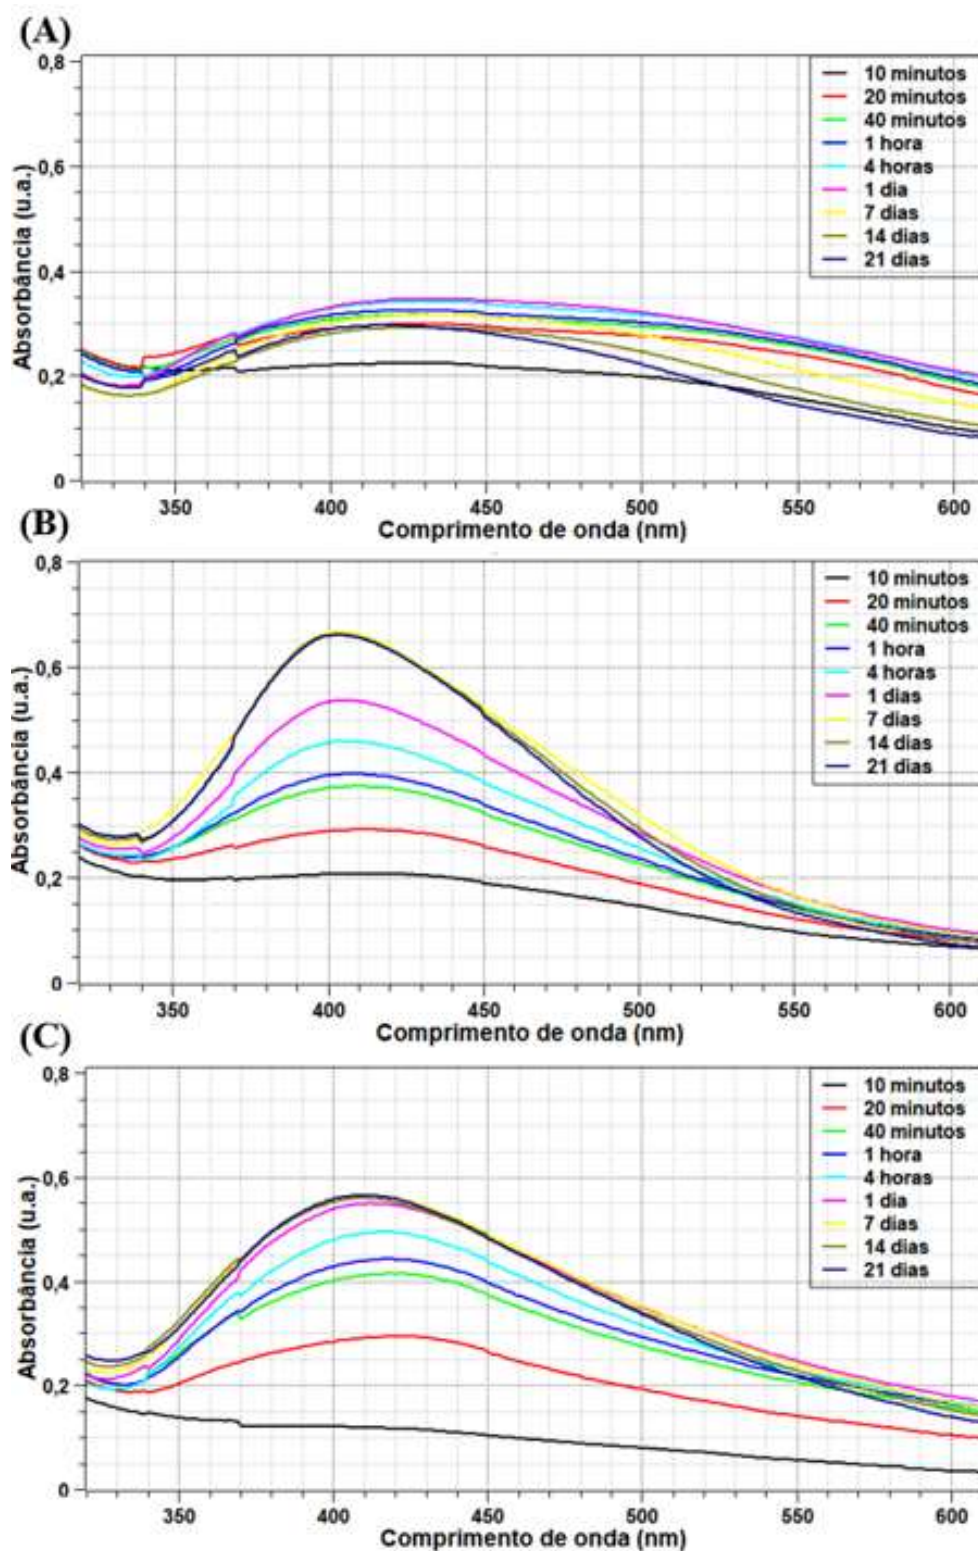 (A)
0,8
0,6
0,4
0,2
0
Absorbância (u.a.)
10 minutos
20 minutos
40 minutos
1 hora
4 horas
1 dia
7 dias
14 dias
21 dias
350 400 450 500 550 600
Comprimento de onda (nm)
(B)
0,8
0,6
0,4
0,2
0
Absorbância (u.a.)
10 minutos
20 minutos
40 minutos
1 hora
4 horas
1 dias
7 dias
14 dias
21 dias
350 400 450 500 550 600
Comprimento de onda (nm)
(C)
0,8
0,6
0,4
0,2
0
Absorbância (u.a.)
10 minutos
20 minutos
40 minutos
1 hora
4 horas
1 dia
7 dias
14 dias
21 dias
350 400 450 500 550 600
Comprimento de onda (nm)